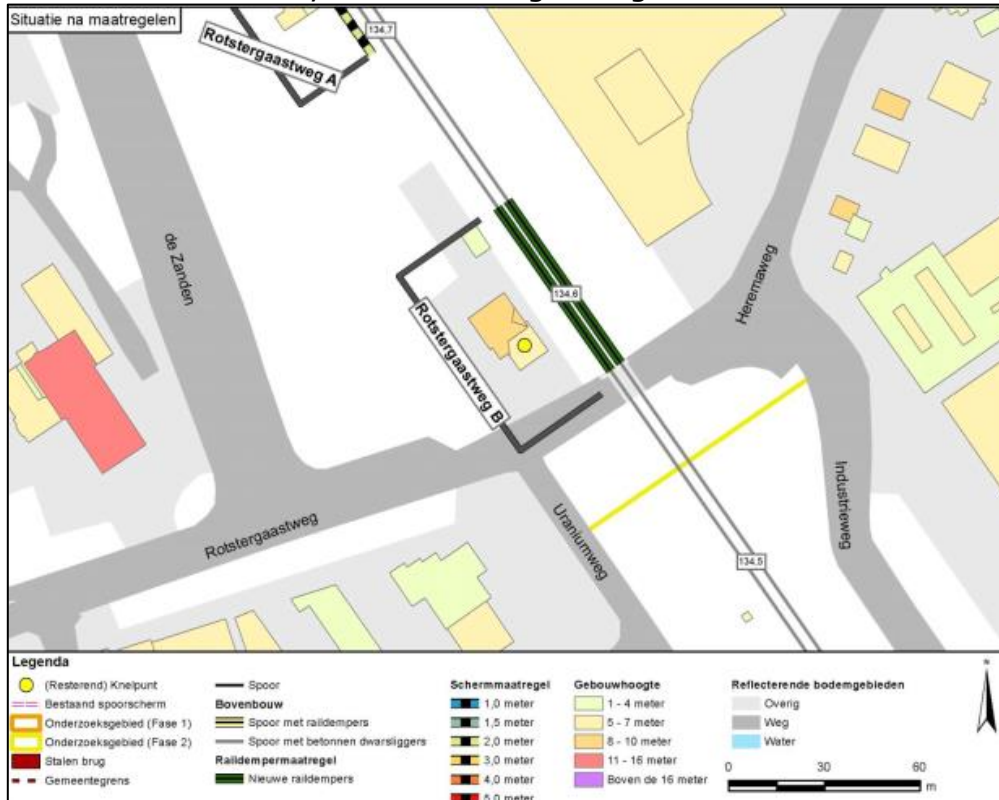 Situatie na maatregelen
134,7
Rotstergaastweg A
de Zanden
134,6
Heremaweg
Rotstergaastweg B
Rotstergaastweg
Uraniumweg
Industrieweg
134,5
Legenda
(Resterend) Knelpunt
Bestaand spoorscherm
Onderzoeksgebied (Fase 1)
Onderzoeksgebied (Fase 2)
Stalen brug
Gemeentegrens
Spoor
Bovenbouw
Spoor met raildempers
Spoor met betonnen dwarsliggers
Raildempermaatregel
Nieuwe raildempers
Schermmaatregel
1,0 meter
1,5 meter
2,0 meter
3,0 meter
4,0 meter
5,0 meter
Gebouwhoogte
1 - 4 meter
5 - 7 meter
8 - 10 meter
11 - 16 meter
Boven de 16 meter
Reflecterende bodemgebieden
Overig
Weg
Water
N
0 30 60
m